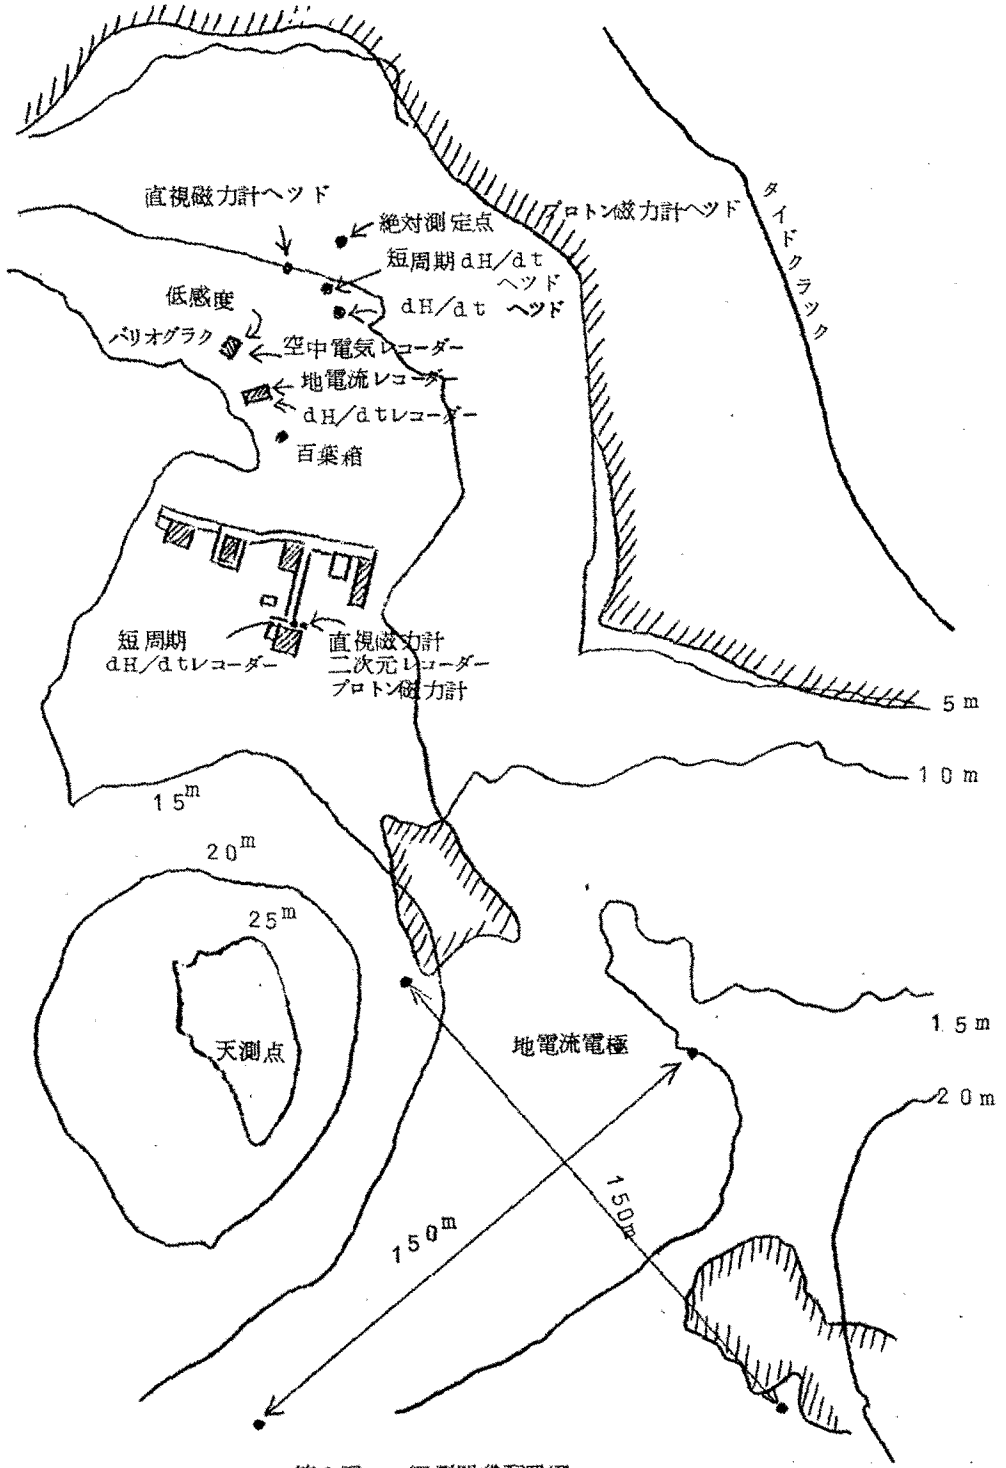 直視磁力計ヘツド
プロトン磁力計ヘツド
タイドクラック
絶対測定点
短周期dH/dt
ヘツド
dH/dt ヘツド
低感度
バリオグラク
空中電気レコーダー
地電流レコーダー
dH/dtレコーダー
百葉箱
短周期
dH/dtレコーダー
直視磁力計
二次元レコーダー
プロトン磁力計
5m
10m
15m
20m
25m
天測点
地電流電極
15m
20m
150m
150m